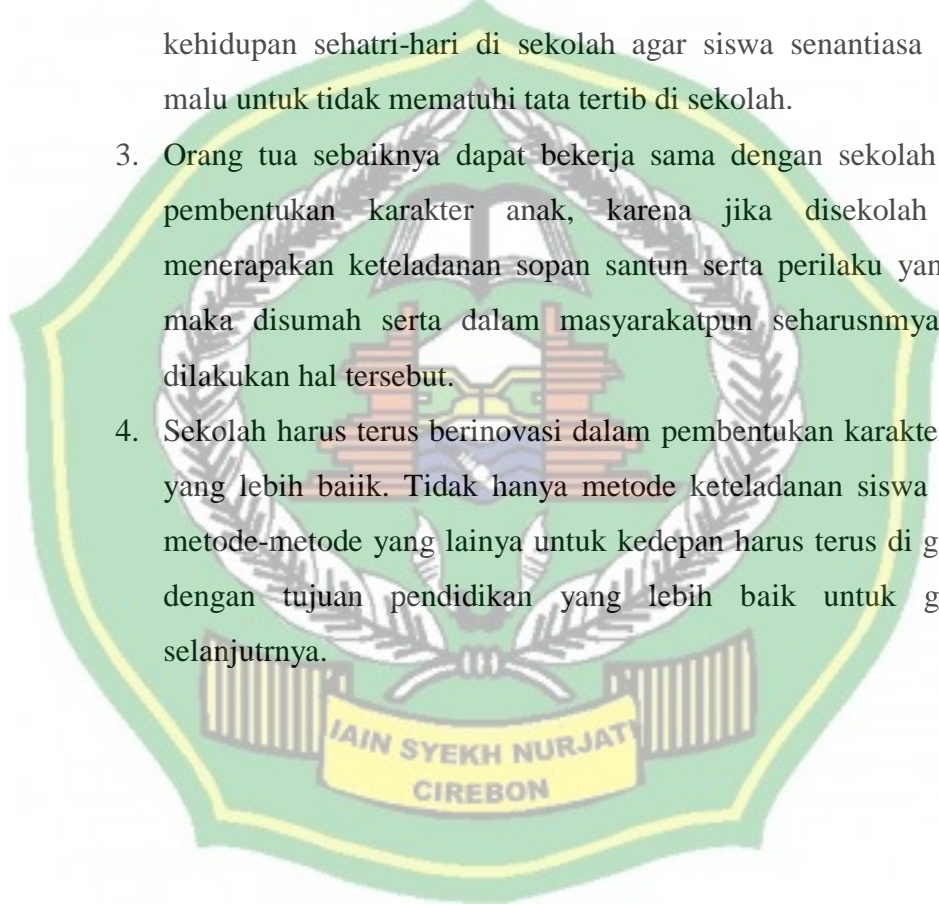 kehidupan sehatri-hari di sekolah agar siswa senantiasa
malu untuk tidak mematuhi tata tertib di sekolah.
3. Orang tua sebaiknya dapat bekerja sama dengan sekolah
pembentukan karakter anak, karena jika disekolah
menerapakan keteladanan sopan santun serta perilaku
maka disumah serta dalam masyarakatpun seharusnmya
dilakukan hal tersebut.
4. Sekolah harus terus berinovasi dalam pembentukan
yang lebih baiik. Tidak hanya metode keteladanan siswa
metode-metode yang lainya untuk kedepan harus terus di
dengan tujuan pendidikan yang lebih baik untuk
selanjutrnya.
IAIN SYEKH NURJATI
CIREBON